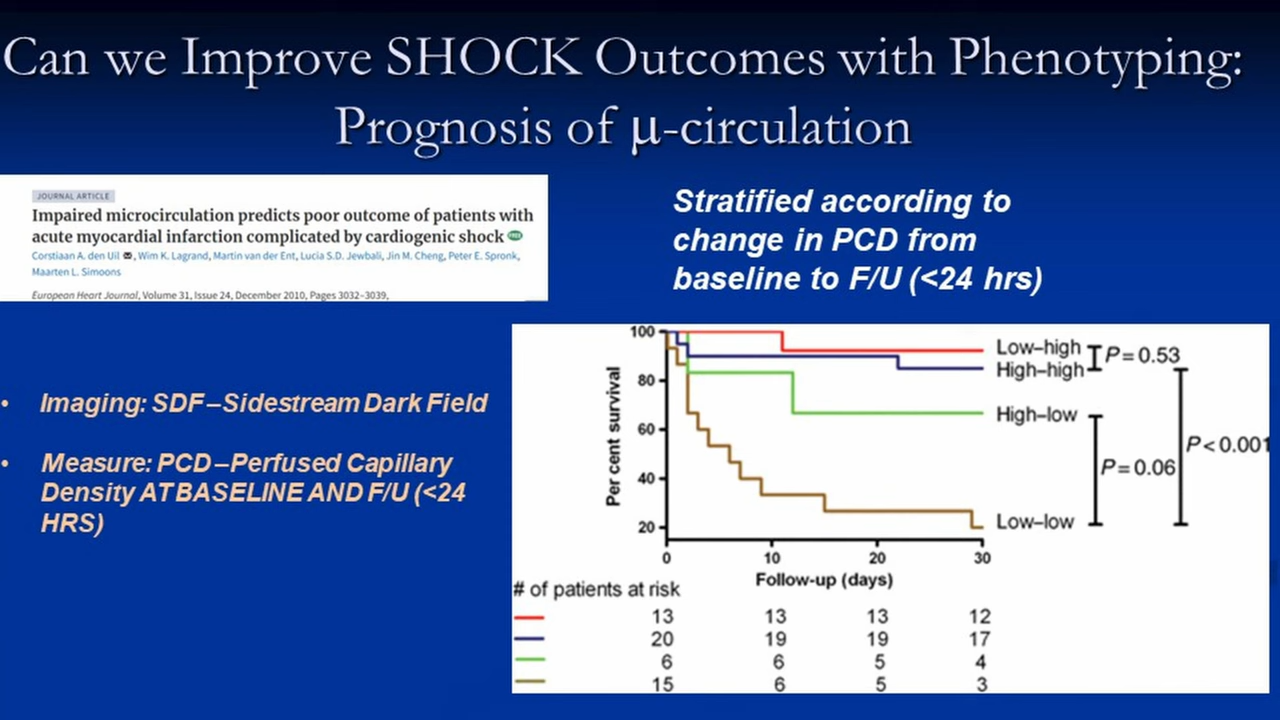 Can we Improve SHOCK Outcomes with Phenotyping:
Prognosis of μ-circulation
JOURNAL ARTICLE
Impaired microcirculation predicts poor outcome of patients with
acute myocardial infarction complicated by cardiogenic shock FREE
Corstiaan A. den Uil, Wim K. Lagrand, Martin van der Ent, Lucia S.D. Jewbali, Jin M. Cheng, Peter E. Spronk,
Maarten L. Simoons
European Heart Journal, Volume 31, Issue 24, December 2010, Pages 3032–3039,
Stratified according to
change in PCD from
baseline to F/U (<24 hrs)
• Imaging: SDF–Sidestream Dark Field
• Measure: PCD–Perfused Capillary
Density AT BASELINE AND F/U (<24
HRS)
Per cent survival
100
80
60
40
20
0 10 20 30
Follow-up (days)
Low–high
High–high
High–low
Low–low
P=0.53
P<0.001
P=0.06
# of patients at risk
13 13 13 12
20 19 19 17
6 6 5 4
15 6 5 3